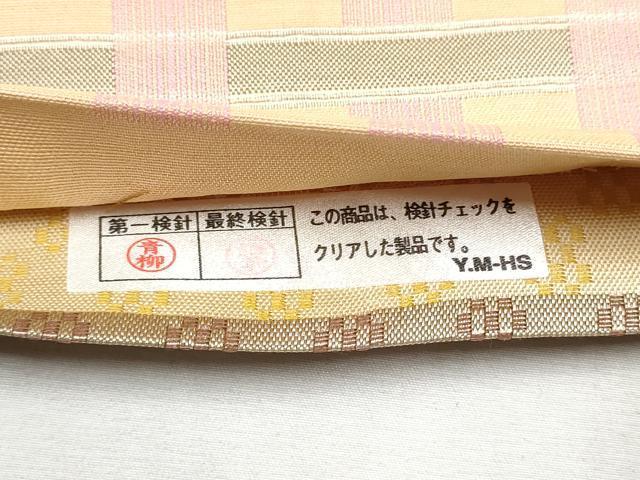 第一検針 最終検針
青柳
この商品は、検針チェックを
クリアした製品です。
Y.M-HS